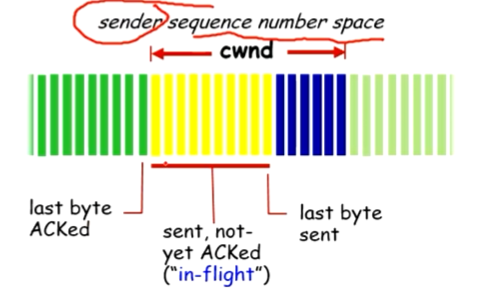 sender sequence number space
cwnd
last byte
ACKed
sent, not-
yet ACKed
("in-flight")
last byte
sent